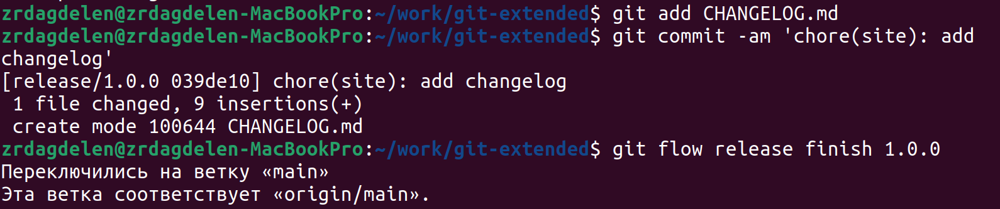 zrdagdelen@zrdagdelen-MacBookPro:~/work/git-extended$ git add CHANGELOG.md
zrdagdelen@zrdagdelen-MacBookPro:~/work/git-extended$ git commit -am 'chore(site): add
changelog'
[release/1.0.0 039de10] chore(site): add changelog
 1 file changed, 9 insertions(+)
 create mode 100644 CHANGELOG.md
zrdagdelen@zrdagdelen-MacBookPro:~/work/git-extended$ git flow release finish 1.0.0
Переключились на ветку «main»
Эта ветка соответствует «origin/main».